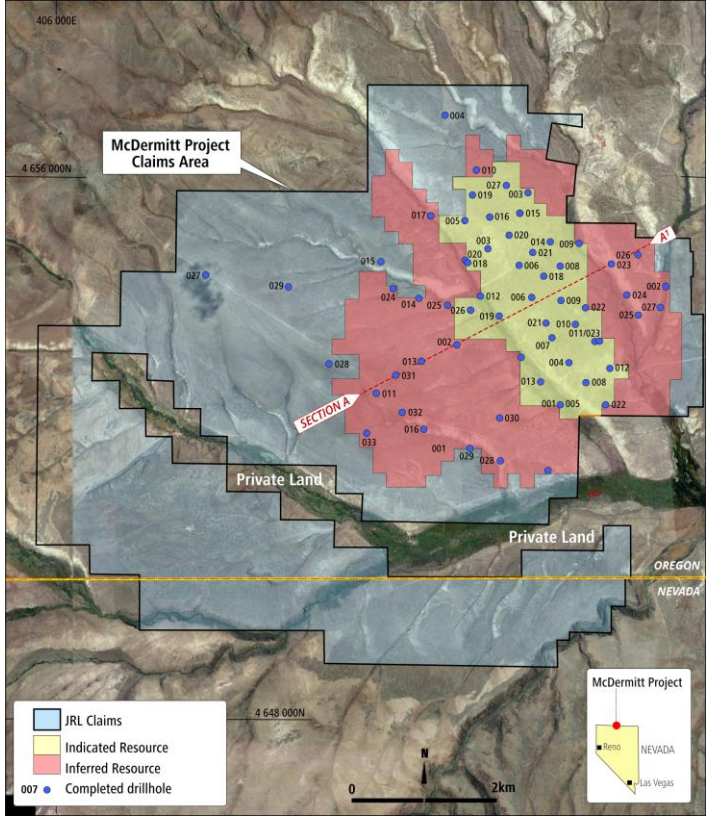 406 000E
McDermitt Project
Claims Area
4 656 000N
004
010
027
019
003
017
005
016
015
020
003
014
009
021
A¹
026
023
015
020
018
006
008
018
002
027
029
024
014
025
012
006
009
024
026
019
022
025
027
021
010
011/023
002
007
028
013
004
012
031
013
008
011
SECTION A
001
005
022
032
030
016
033
001
029
028
Private Land
Private Land
OREGON
NEVADA
JRL Claims
Indicated Resource
Inferred Resource
007 Completed drillhole
4 648 000N
N
0 2km
McDermitt Project
Reno
NEVADA
Las Vegas